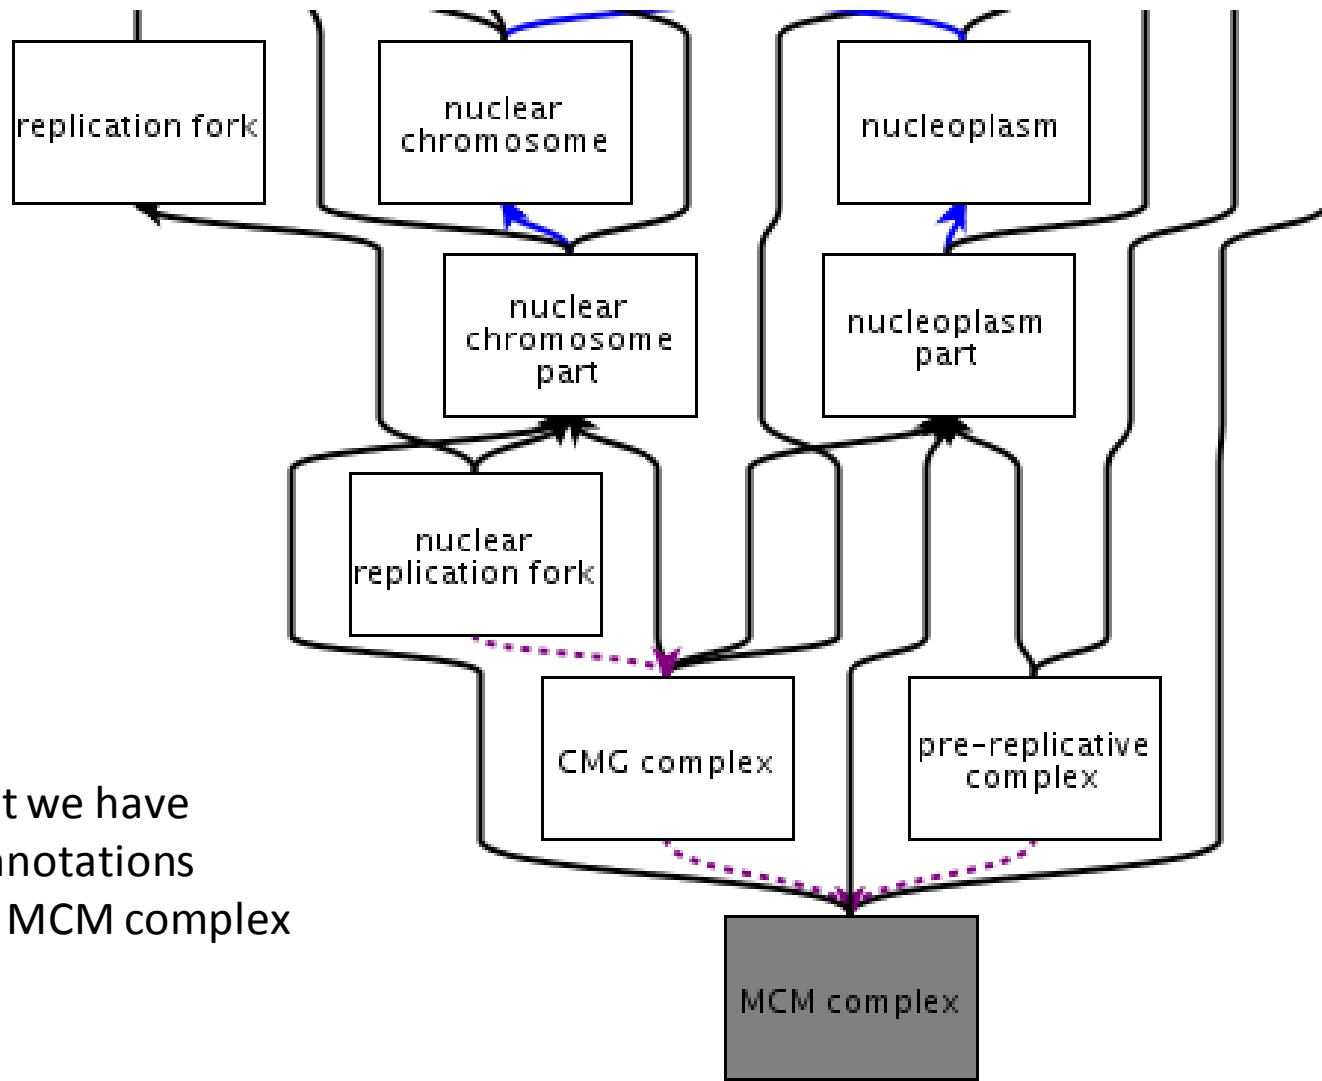 replication fork
nuclear
chromosome
nucleoplasm
nuclear
chromosome
part
nucleoplasm
part
nuclear
replication fork
CMG complex
pre-replicative
complex
t we have
notations
MCM complex
MCM complex